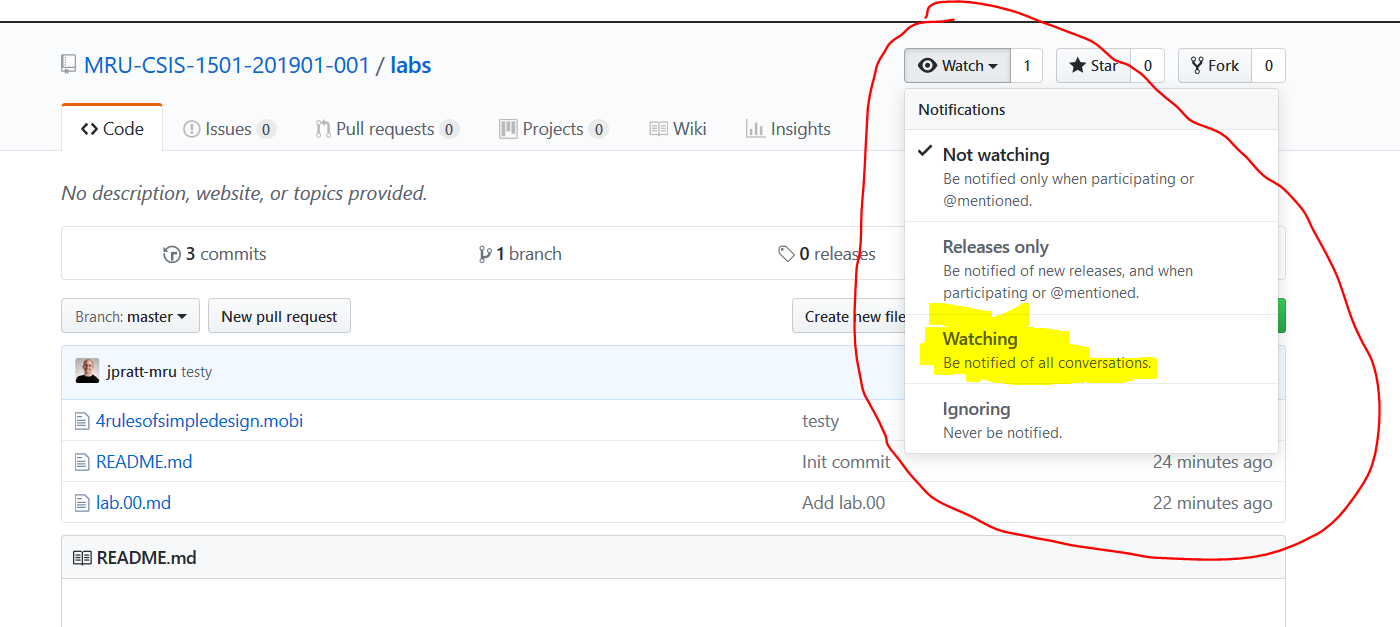 MRU-CSIS-1501-201901-001 / labs
Watch 1 Star 0 Fork 0
Code Issues 0 Pull requests 0 Projects 0 Wiki Insights
Notifications
Not watching
Be notified only when participating or
@mentioned.
Releases only
Be notified of new releases, and when
participating or @mentioned.
Watching
Be notified of all conversations.
Ignoring
Never be notified.
No description, website, or topics provided.
3 commits 1 branch 0 releases
Branch: master New pull request Create new file
jpratt-mru testy
4rulesofsimpledesign.mobi testy
README.md Init commit 24 minutes ago
lab.00.md Add lab.00 22 minutes ago
README.md